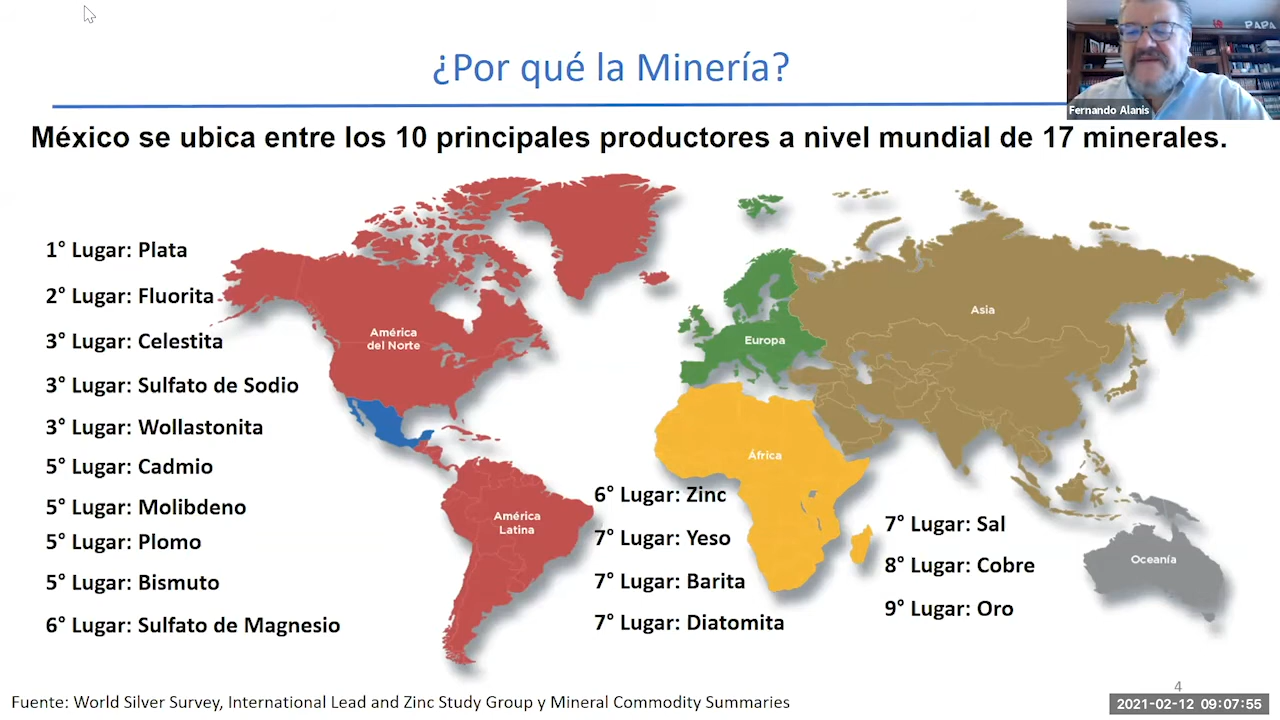 ¿Por qué la Minería?
PAPA
Fernando Alanis
México se ubica entre los 10 principales productores a nivel mundial de 17 minerales.
1° Lugar: Plata
2° Lugar: Fluorita
3° Lugar: Celestita
3° Lugar: Sulfato de Sodio
3° Lugar: Wollastonita
5° Lugar: Cadmio
5° Lugar: Molibdeno
5° Lugar: Plomo
5° Lugar: Bismuto
6° Lugar: Sulfato de Magnesio
América
del Norte
América
Latina
Europa
África
Asia
Oceanía
6° Lugar: Zinc
7° Lugar: Yeso
7° Lugar: Barita
7° Lugar: Diatomita
7° Lugar: Sal
8° Lugar: Cobre
9° Lugar: Oro
4
Fuente: World Silver Survey, International Lead and Zinc Study Group y Mineral Commodity Summaries
2021-02-12 09:07:55